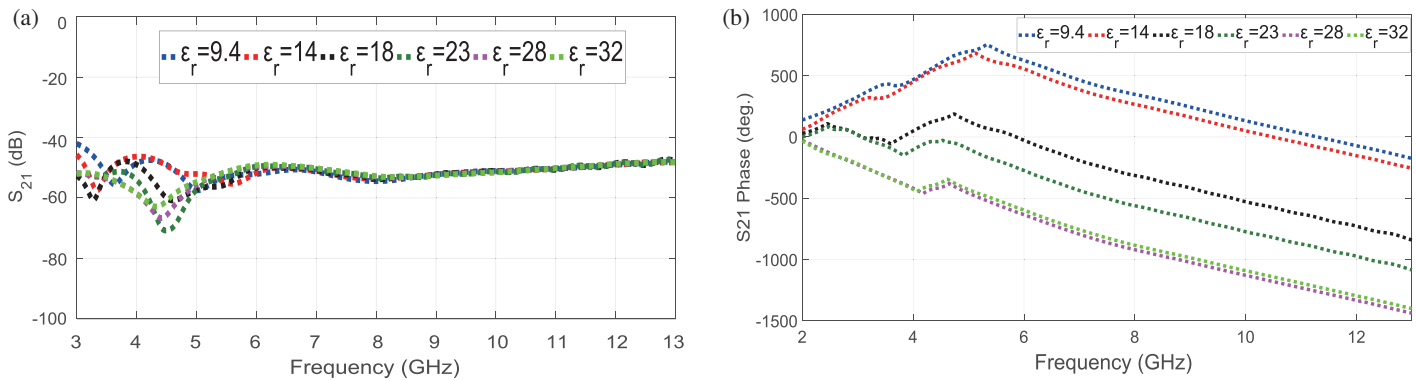 (a)
0
-20
-40
-60
-80
-100
S21 (dB)
εr=9.4 εr=14 εr=18 εr=23 εr=28 εr=32
3 4 5 6 7 8 9 10 11 12 13
Frequency (GHz)
(b)
1000
500
0
-500
-1000
-1500
S21 Phase (deg.)
εr=9.4 εr=14 εr=18 εr=23 εr=28 εr=32
2 4 6 8 10 12
Frequency (GHz)